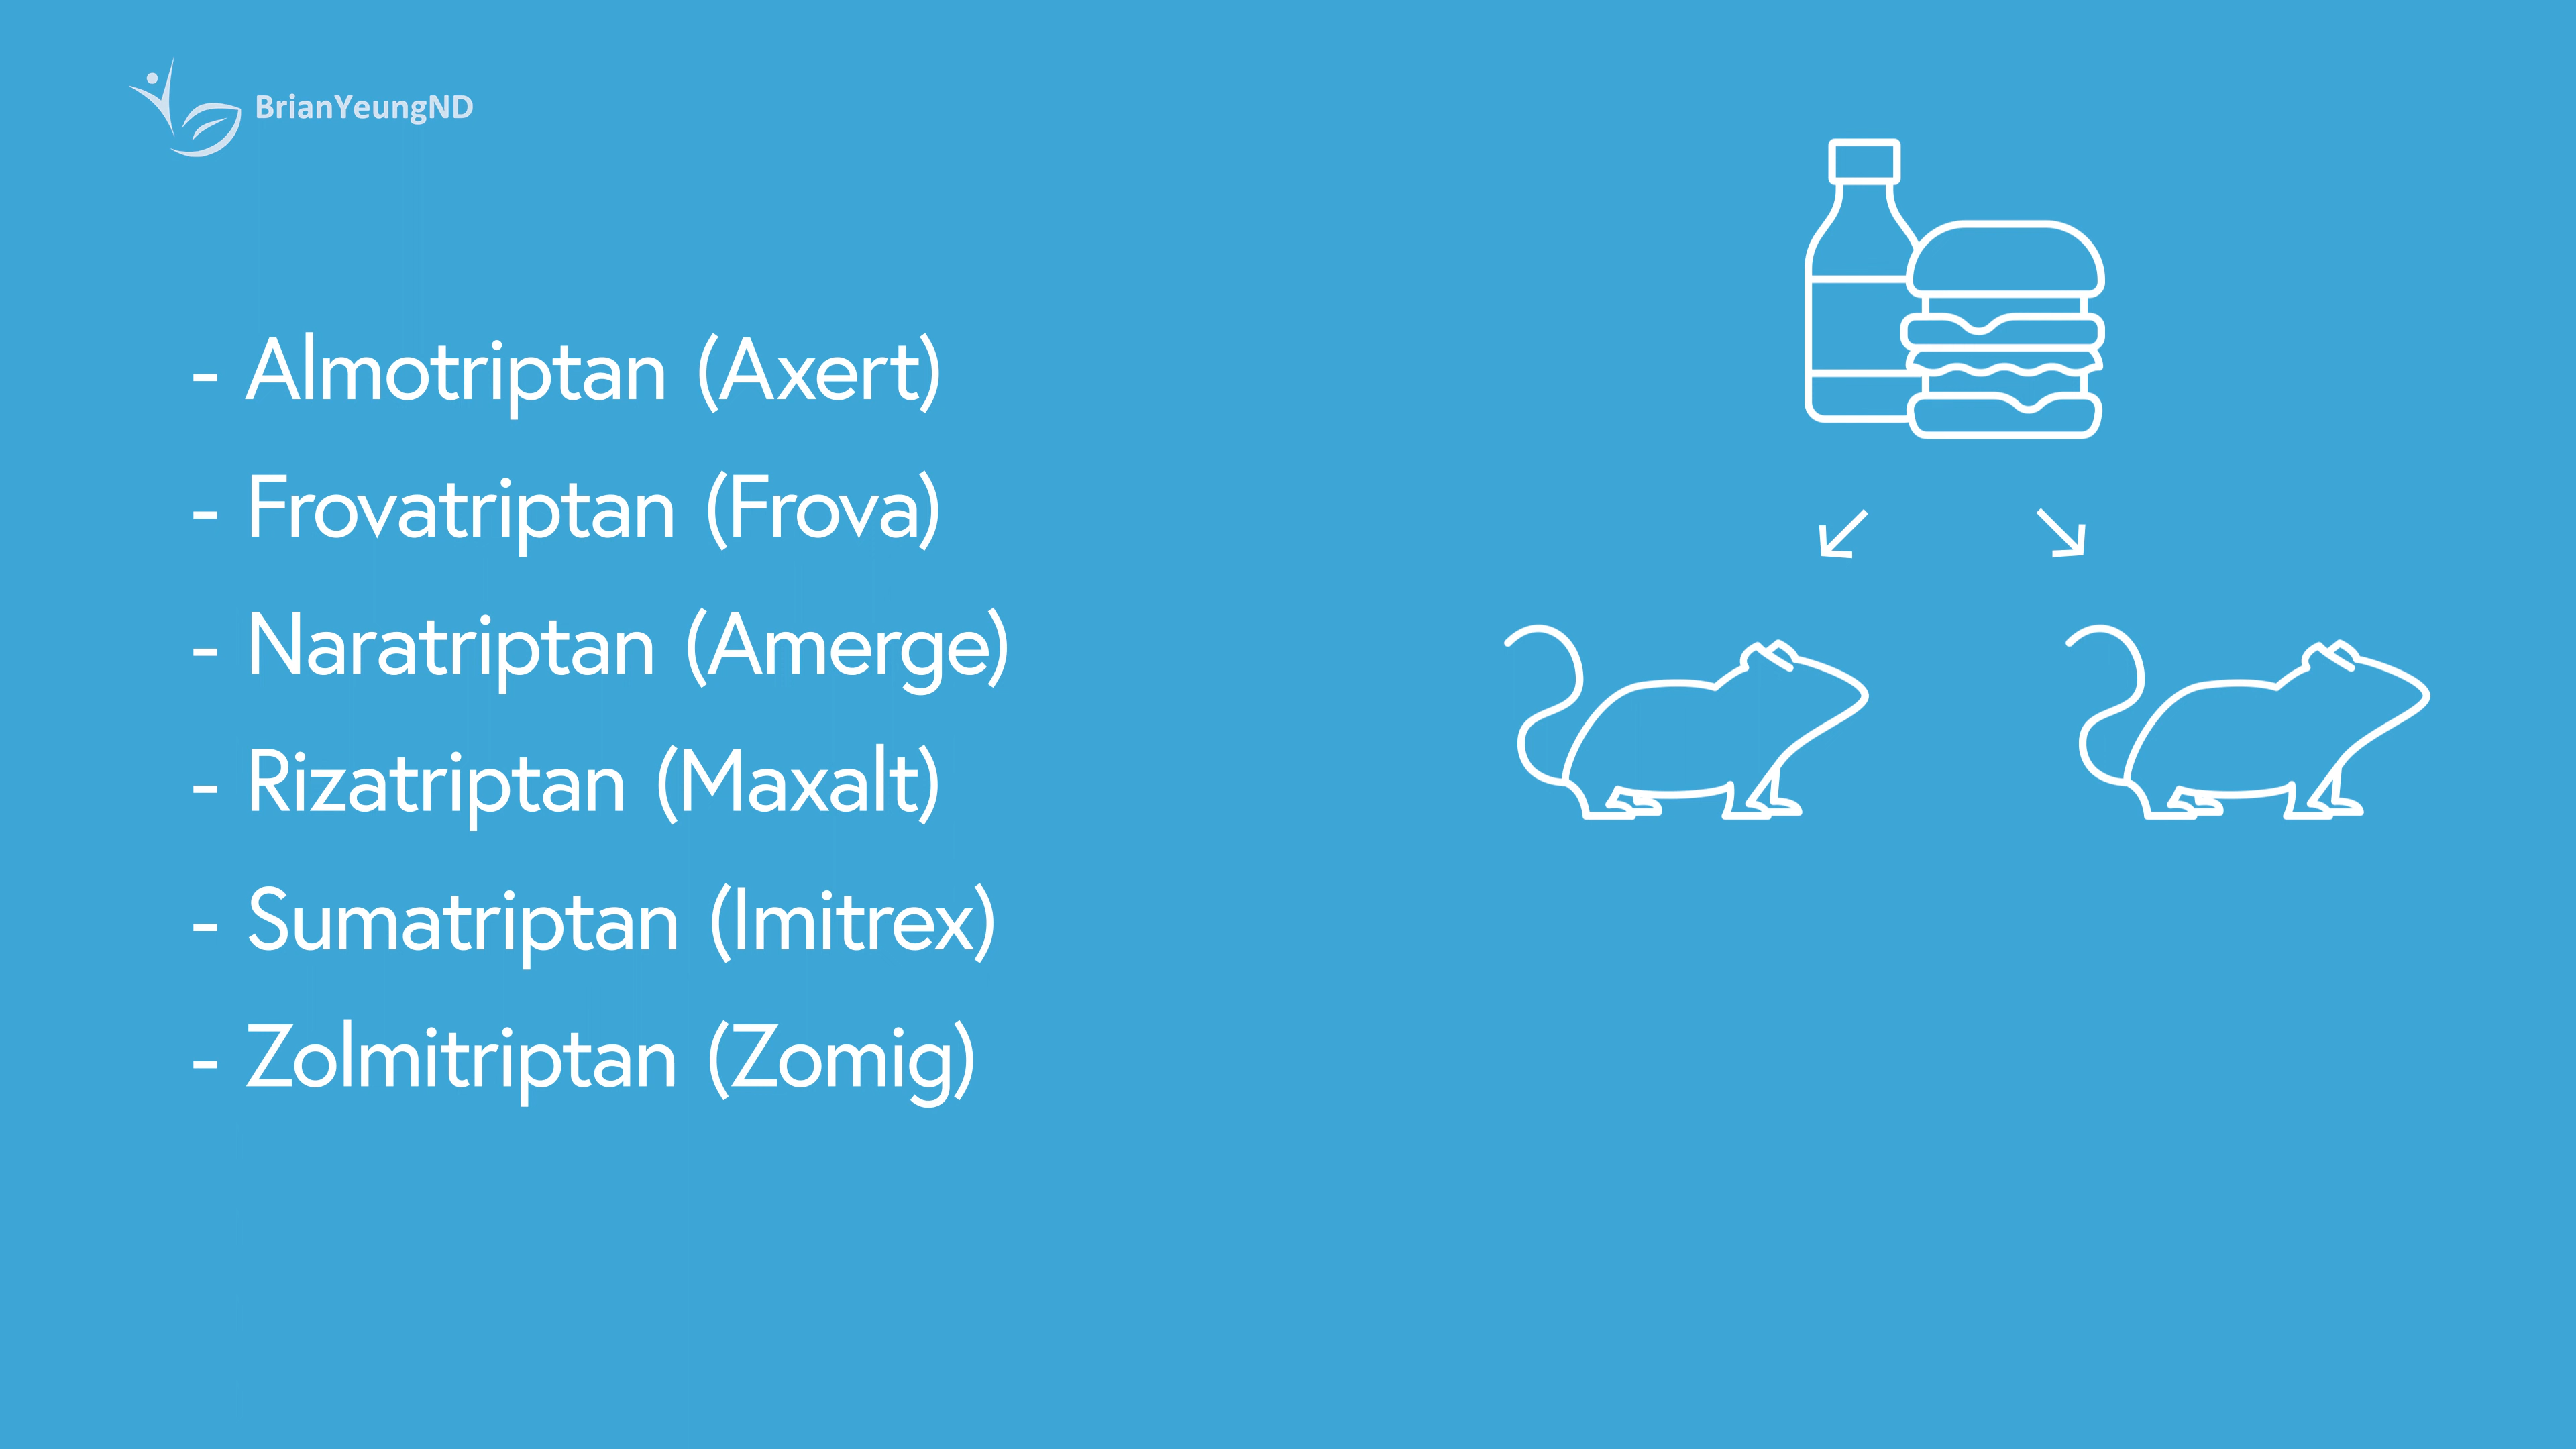 BrianYeungND
- Almotriptan (Axert)
- Frovatriptan (Frova)
- Naratriptan (Amerge)
- Rizatriptan (Maxalt)
- Sumatriptan (Imitrex)
- Zolmitriptan (Zomig)